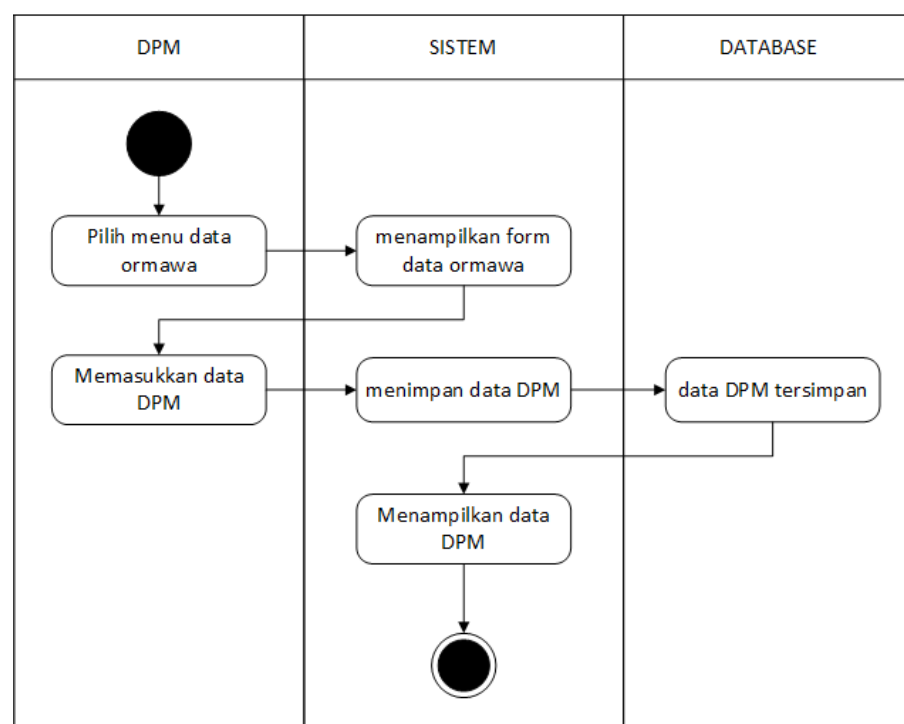 DPM
SISTEM
DATABASE
Pilih menu data
ormawa
menampilkan form
data ormawa
Memasukkan data
DPM
menimpan data DPM
data DPM tersimpan
Menampilkan data
DPM